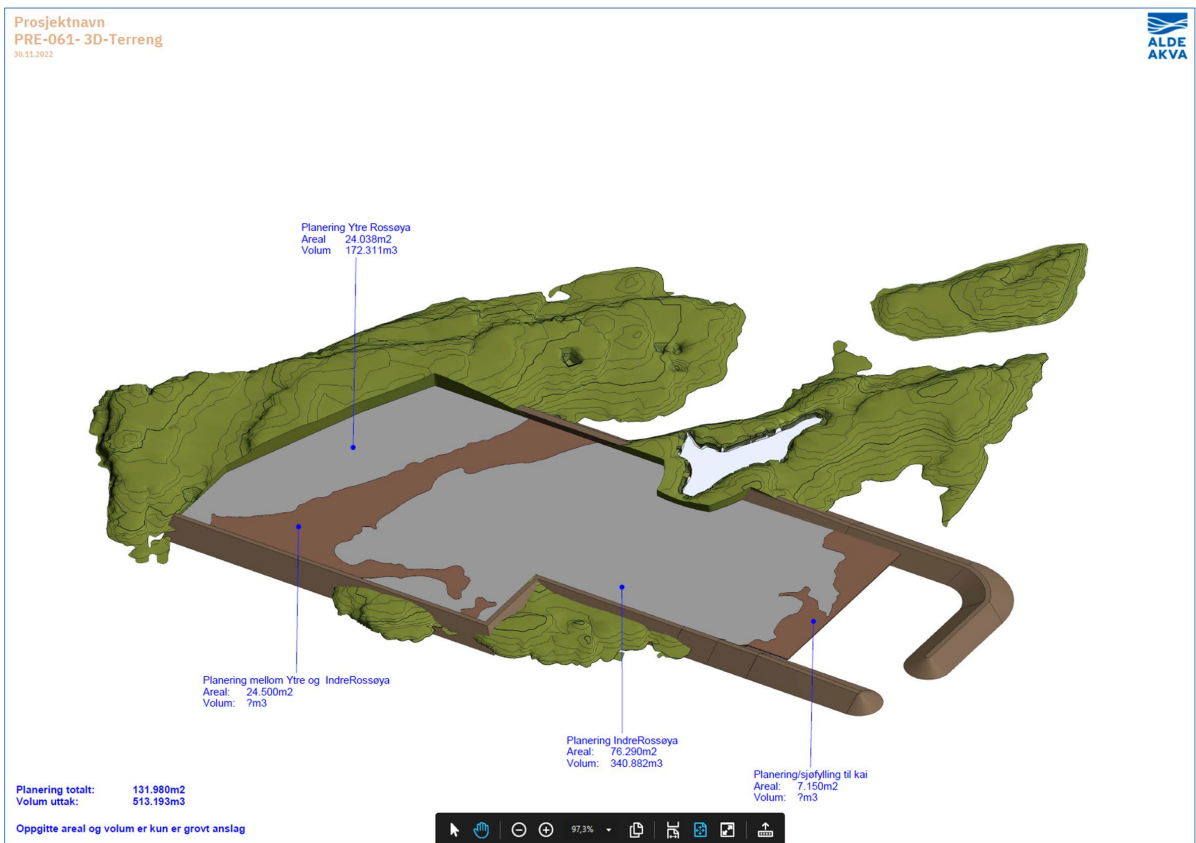 Prosjektnavn
PRE-061- 3D-Terreng
30.11.2022
ALDE
AKVA
Planering Ytre Rossøya
Areal 24.038m2
Volum 172.311m3
Planering mellom Ytre og IndreRossøya
Areal: 24.500m2
Volum: ?m3
Planering IndreRossøya
Areal: 76.290m2
Volum: 340.882m3
Planering/sjøfylling til kai
Areal: 7.150m2
Volum: ?m3
Planering totalt: 131.980m2
Volum uttak: 513.193m3
Oppgitte areal og volum er kun er grovt anslag
97,3%